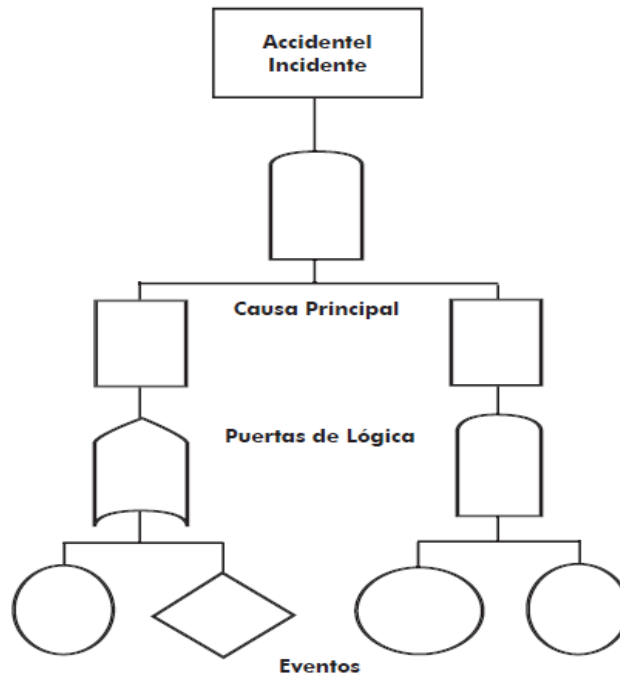 Accidentel
Incidente
Causa Principal
Puertas de Lógica
Eventos